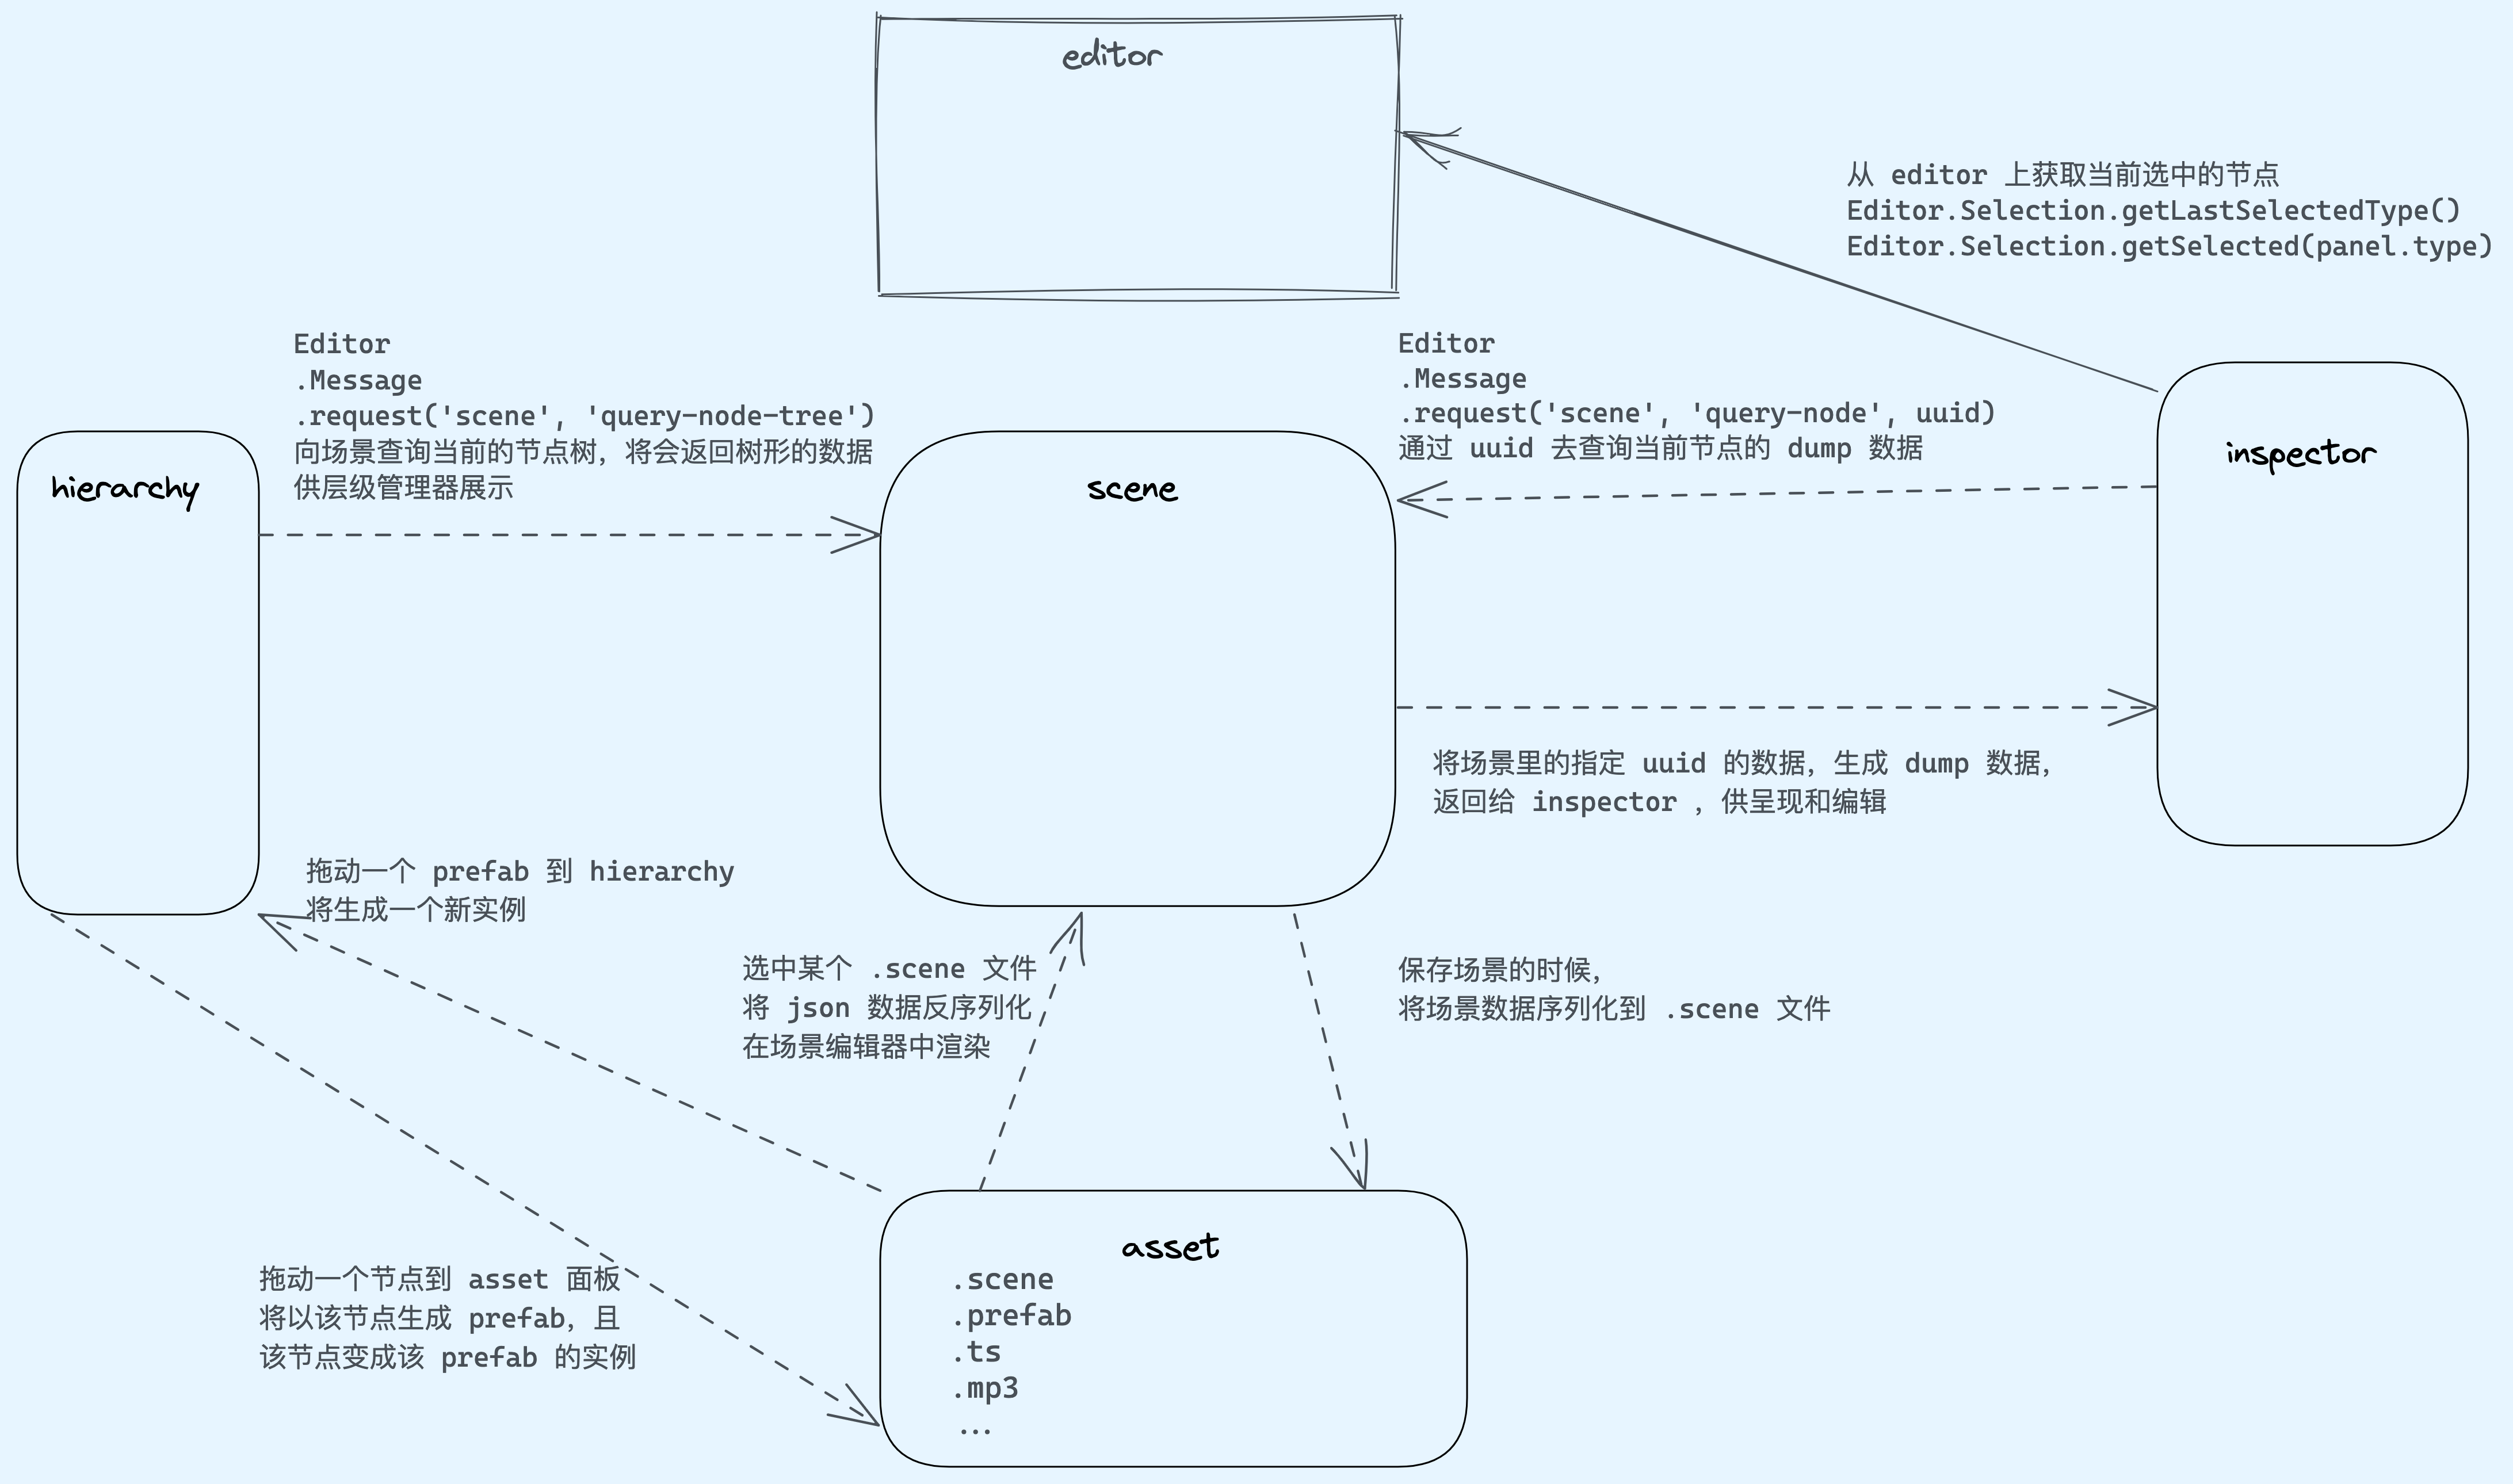 editor
从 editor 上获取当前选中的节点
Editor.Selection.getLastSelectedType()
Editor.Selection.getSelected(panel.type)
Editor
.Message
.request('scene', 'query-node-tree')
向场景查询当前的节点树，将会返回树形的数据
供层级管理器展示
Editor
.Message
.request('scene', 'query-node', uuid)
通过 uuid 去查询当前节点的 dump 数据
hierarchy
scene
inspector
将场景里的指定 uuid 的数据，生成 dump 数据，
返回给 inspector ，供呈现和编辑
拖动一个 prefab 到 hierarchy
将生成一个新实例
选中某个 .scene 文件
将 json 数据反序列化
在场景编辑器中渲染
保存场景的时候，
将场景数据序列化到 .scene 文件
拖动一个节点到 asset 面板
将以该节点生成 prefab，且
该节点变成该 prefab 的实例
asset
.scene
.prefab
.ts
.mp3
...